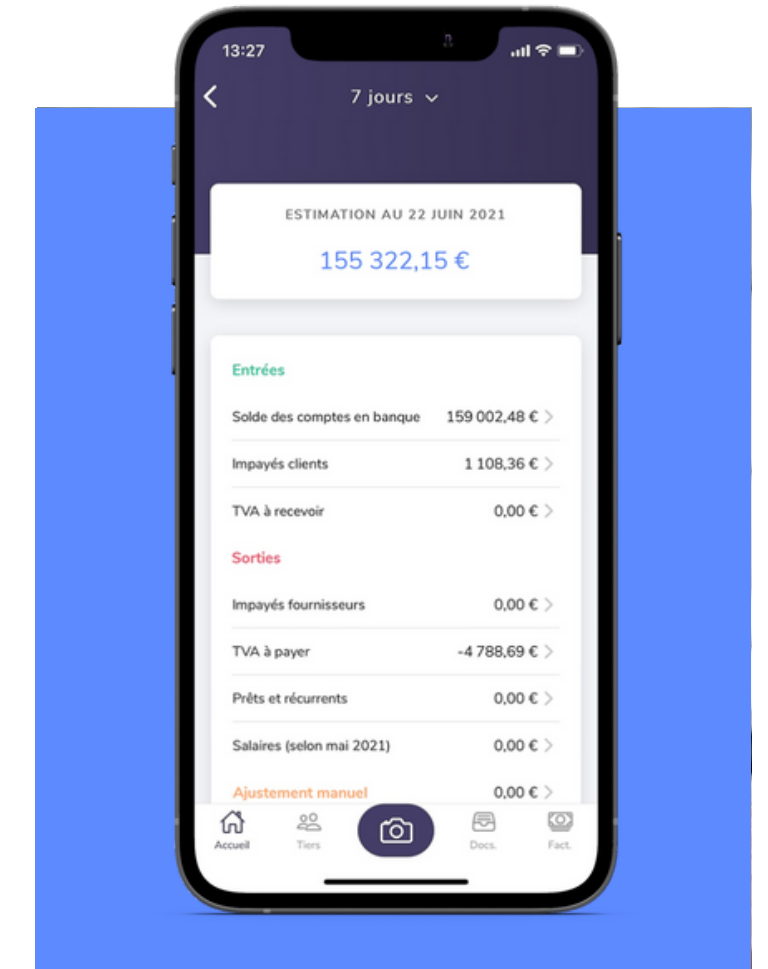 13:27
7 jours
ESTIMATION AU 22 JUIN 2021
155 322,15 €
Entrées
Solde des comptes en banque 159 002,48 €
Impayés clients 1 108,36 €
TVA à recevoir 0,00 €
Sorties
Impayés fournisseurs 0,00 €
TVA à payer -4 788,69 €
Prêts et récurrents 0,00 €
Salaires (selon mai 2021) 0,00 €
Ajustement manuel 0,00 €
Accueil Tiers Docs. Fact.